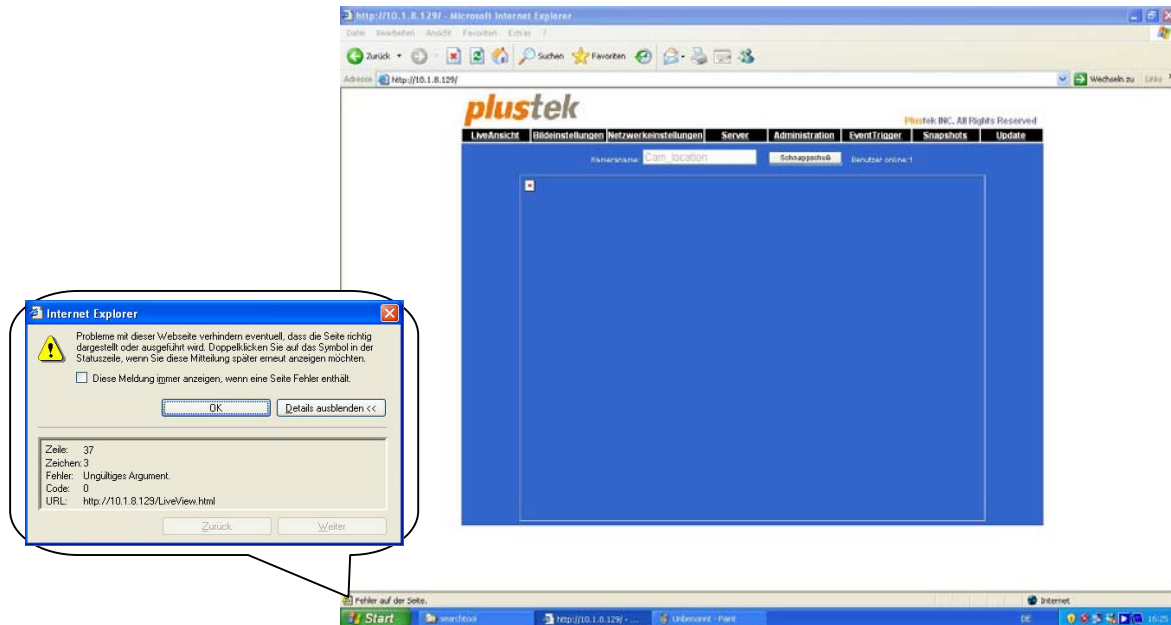 http://10.1.8.129/ - Microsoft Internet Explorer
Datei Bearbeiten Ansicht Favoriten Extras ?
Zurück Suchen Favoriten
Adresse http://10.1.8.129/ Wechseln zu Links
plustek
Plustek INC, All Rights Reserved
LiveAnsicht Bildeinstellungen Netzwerkeinstellungen Server Administration EventTrigger Snapshots Update
Kameraname: Cam_location Schnappschuß Benutzer online:1
Internet Explorer
Probleme mit dieser Webseite verhindern eventuell, dass die Seite richtig
dargestellt oder ausgeführt wird. Doppelklicken Sie auf das Symbol in der
Statuszeile, wenn Sie diese Mitteilung später erneut anzeigen möchten.
Diese Meldung immer anzeigen, wenn eine Seite Fehler enthält.
OK Details ausblenden <<
Zeile: 37
Zeichen: 3
Fehler: Ungültiges Argument.
Code: 0
URL: http://10.1.8.129/LiveView.html
Zurück Weiter
Fehler auf der Seite. Internet
Start searchtool http://10.1.8.129/ - ... Unbenannt - Paint DE 16:25